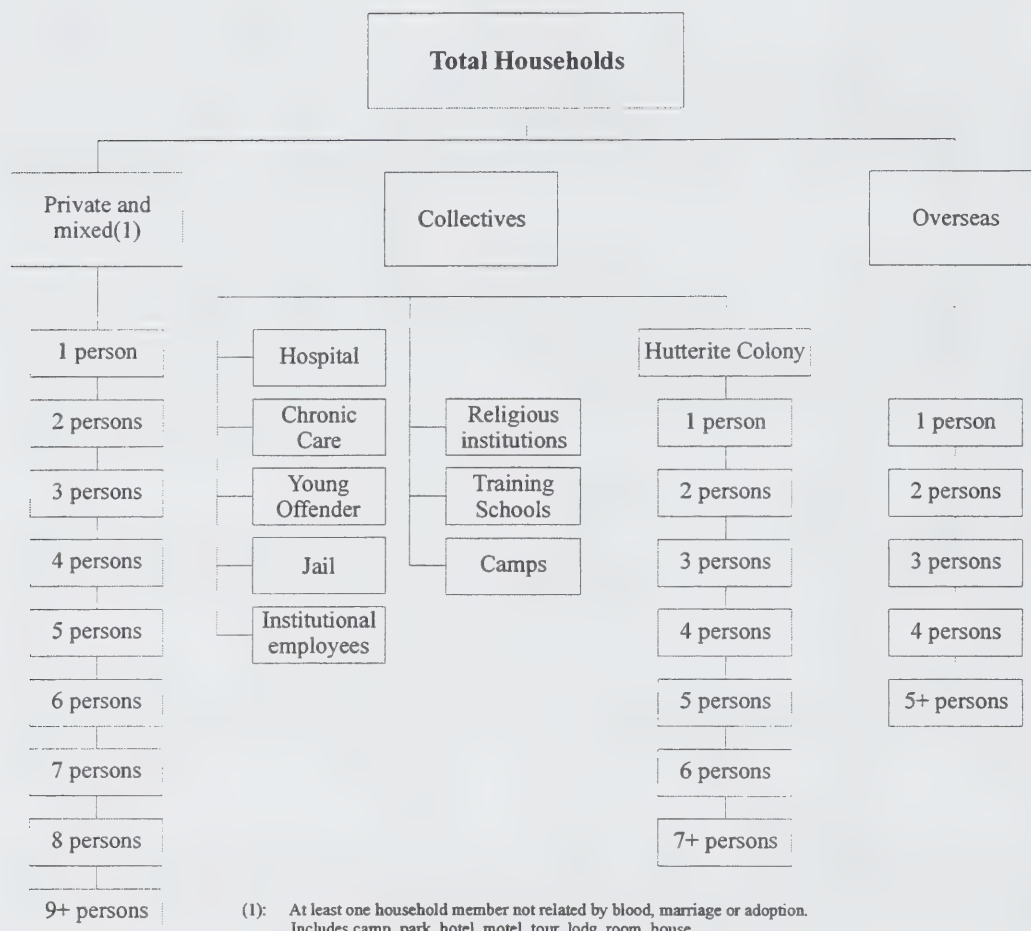 Total Households
Private and
mixed(1)
Collectives
Overseas
1 person
2 persons
3 persons
4 persons
5 persons
6 persons
7 persons
8 persons
9+ persons
Hospital
Chronic
Care
Young
Offender
Jail
Institutional
employees
Religious
institutions
Training
Schools
Camps
Hutterite Colony
1 person
2 persons
3 persons
4 persons
5 persons
6 persons
7+ persons
1 person
2 persons
3 persons
4 persons
5+ persons
(1): At least one household member not related by blood, marriage or adoption.
Includes camp, park, hotel, motel, tour, lodg, room, house